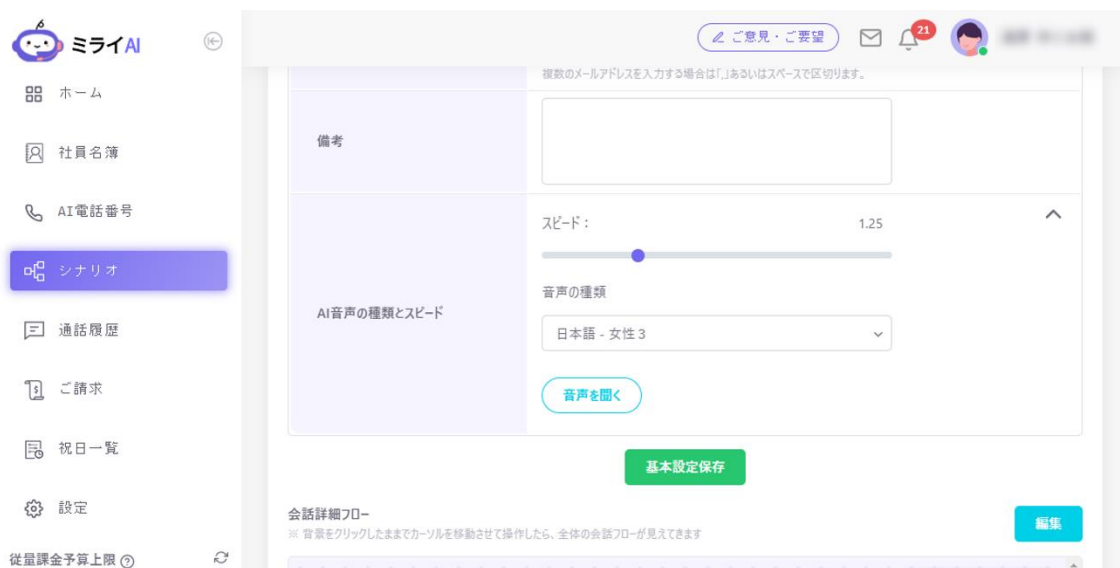 ミライAI
ご意見・ご要望
21
ホーム
社員名簿
AI電話番号
シナリオ
通話履歴
ご請求
祝日一覧
設定
従量課金予算上限
複数のメールアドレスを入力する場合は「,」あるいはスペースで区切ります。
備考
AI音声の種類とスピード
スピード：
1.25
音声の種類
日本語 - 女性３
音声を聞く
基本設定保存
会話詳細フロー
編集
※ 背景をクリックしたままでカーソルを移動させて操作したら、全体の会話フローが見えてきます